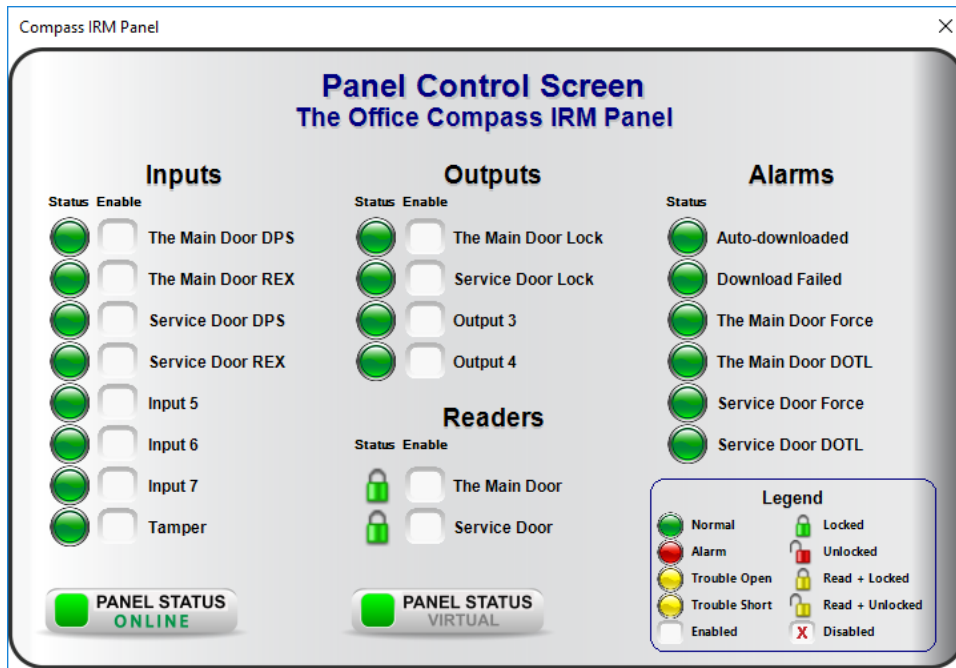 Compass IRM Panel
Panel Control Screen
The Office Compass IRM Panel
Inputs
Status Enable
The Main Door DPS
The Main Door REX
Service Door DPS
Service Door REX
Input 5
Input 6
Input 7
Tamper
PANEL STATUS
ONLINE
Outputs
Status Enable
The Main Door Lock
Service Door Lock
Output 3
Output 4
Readers
Status Enable
The Main Door
Service Door
PANEL STATUS
VIRTUAL
Alarms
Status
Auto-downloaded
Download Failed
The Main Door Force
The Main Door DOTL
Service Door Force
Service Door DOTL
Legend
Normal
Locked
Alarm
Unlocked
Trouble Open
Read + Locked
Trouble Short
Read + Unlocked
Enabled
X Disabled